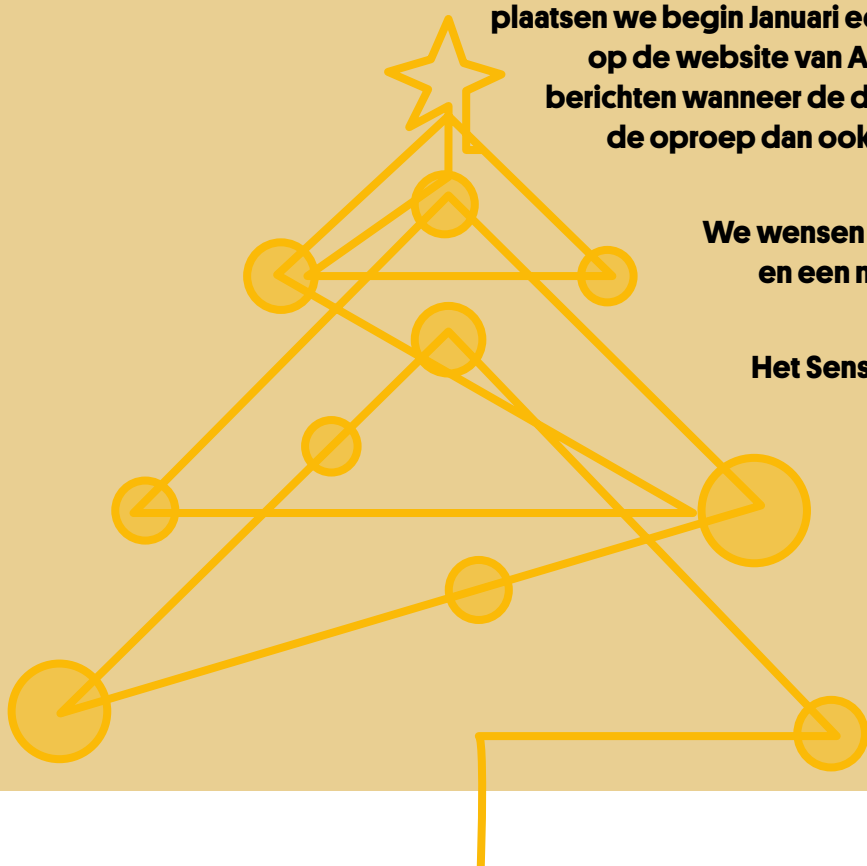 plaatsen we begin Januari
op de website van
berichten wanneer de
de oproep dan ook
We wensen
en een
Het